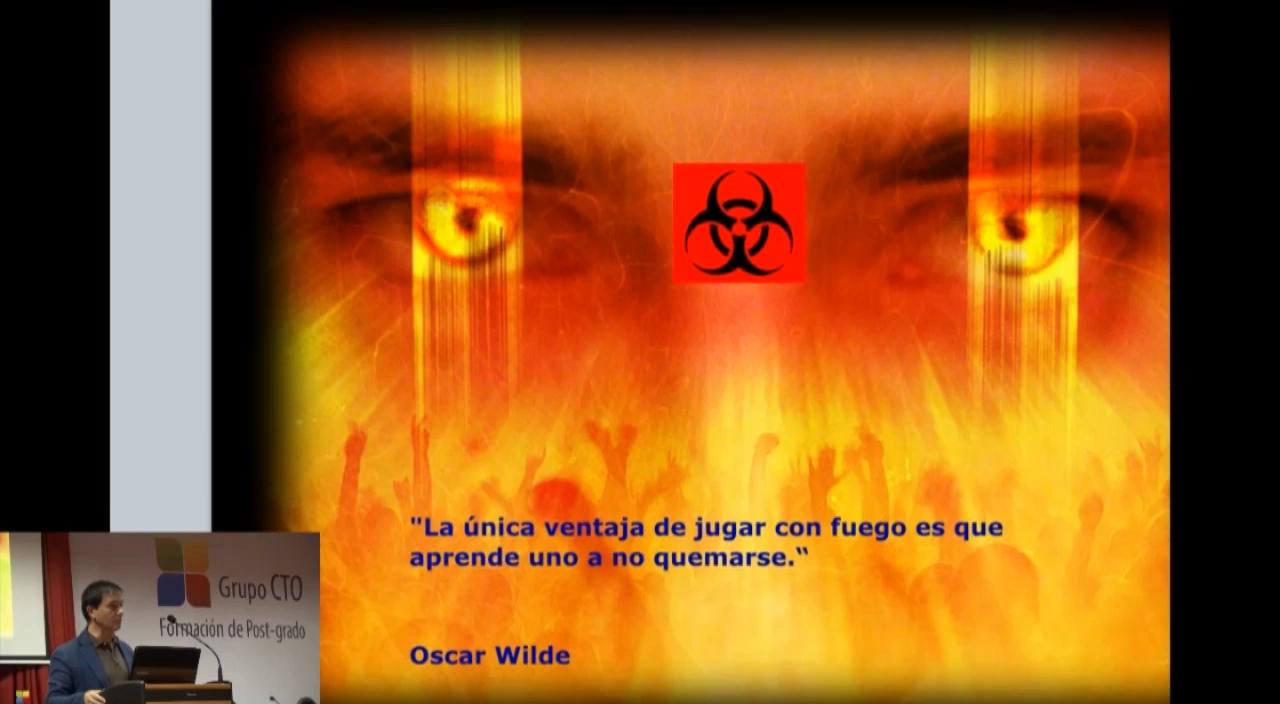 "La única ventaja de jugar con fuego es que
aprende uno a no quemarse."
Oscar Wilde
Grupo CTO
Formación de Post-grado